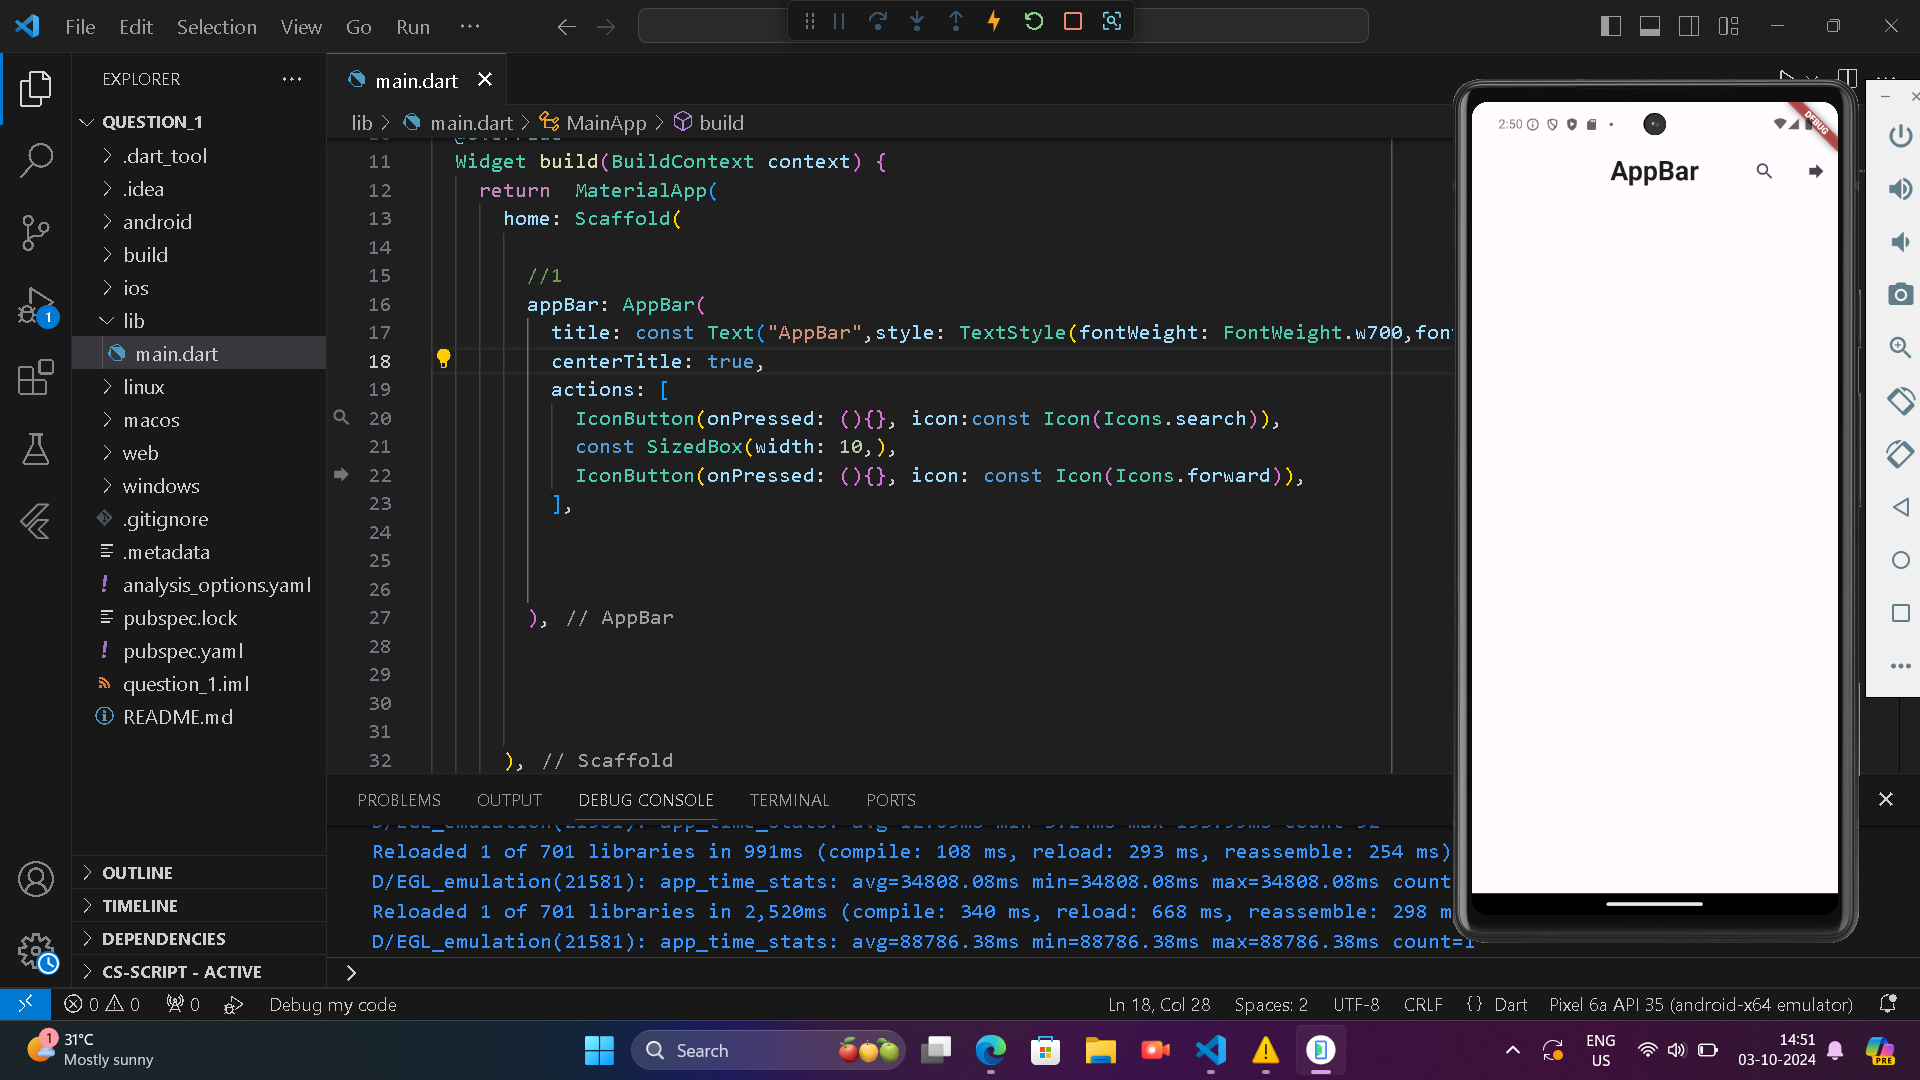 File Edit Selection View Go Run ···
EXPLORER
main.dart
QUESTION_1
.dart_tool
.idea
android
build
ios
lib
main.dart
linux
macos
web
windows
.gitignore
.metadata
analysis_options.yaml
pubspec.lock
pubspec.yaml
question_1.iml
README.md
OUTLINE
TIMELINE
DEPENDENCIES
CS-SCRIPT - ACTIVE
1
lib > main.dart > MainApp > build
11 Widget build(BuildContext context) {
12 return  MaterialApp(
13 home: Scaffold(
14
15 //1
16 appBar: AppBar(
17 title: const Text("AppBar",style: TextStyle(fontWeight: FontWeight.w700,fon
18 centerTitle: true,
19 actions: [
20 IconButton(onPressed: (){}, icon:const Icon(Icons.search)),
21 const SizedBox(width: 10,),
22 IconButton(onPressed: (){}, icon: const Icon(Icons.forward)),
23 ],
24
25
26
27 ), // AppBar
28
29
30
31
32 ), // Scaffold
PROBLEMS OUTPUT DEBUG CONSOLE TERMINAL PORTS
Reloaded 1 of 701 libraries in 991ms (compile: 108 ms, reload: 293 ms, reassemble: 254 ms)
D/EGL_emulation(21581): app_time_stats: avg=34808.08ms min=34808.08ms max=34808.08ms count
Reloaded 1 of 701 libraries in 2,520ms (compile: 340 ms, reload: 668 ms, reassemble: 298 m
D/EGL_emulation(21581): app_time_stats: avg=88786.38ms min=88786.38ms max=88786.38ms count=1
2:50
DEBUG
AppBar
0 0 0 Debug my code
Ln 18, Col 28 Spaces: 2 UTF-8 CRLF {} Dart Pixel 6a API 35 (android-x64 emulator)
1
31°C
Mostly sunny
Search
ENG
US
14:51
03-10-2024
PRE